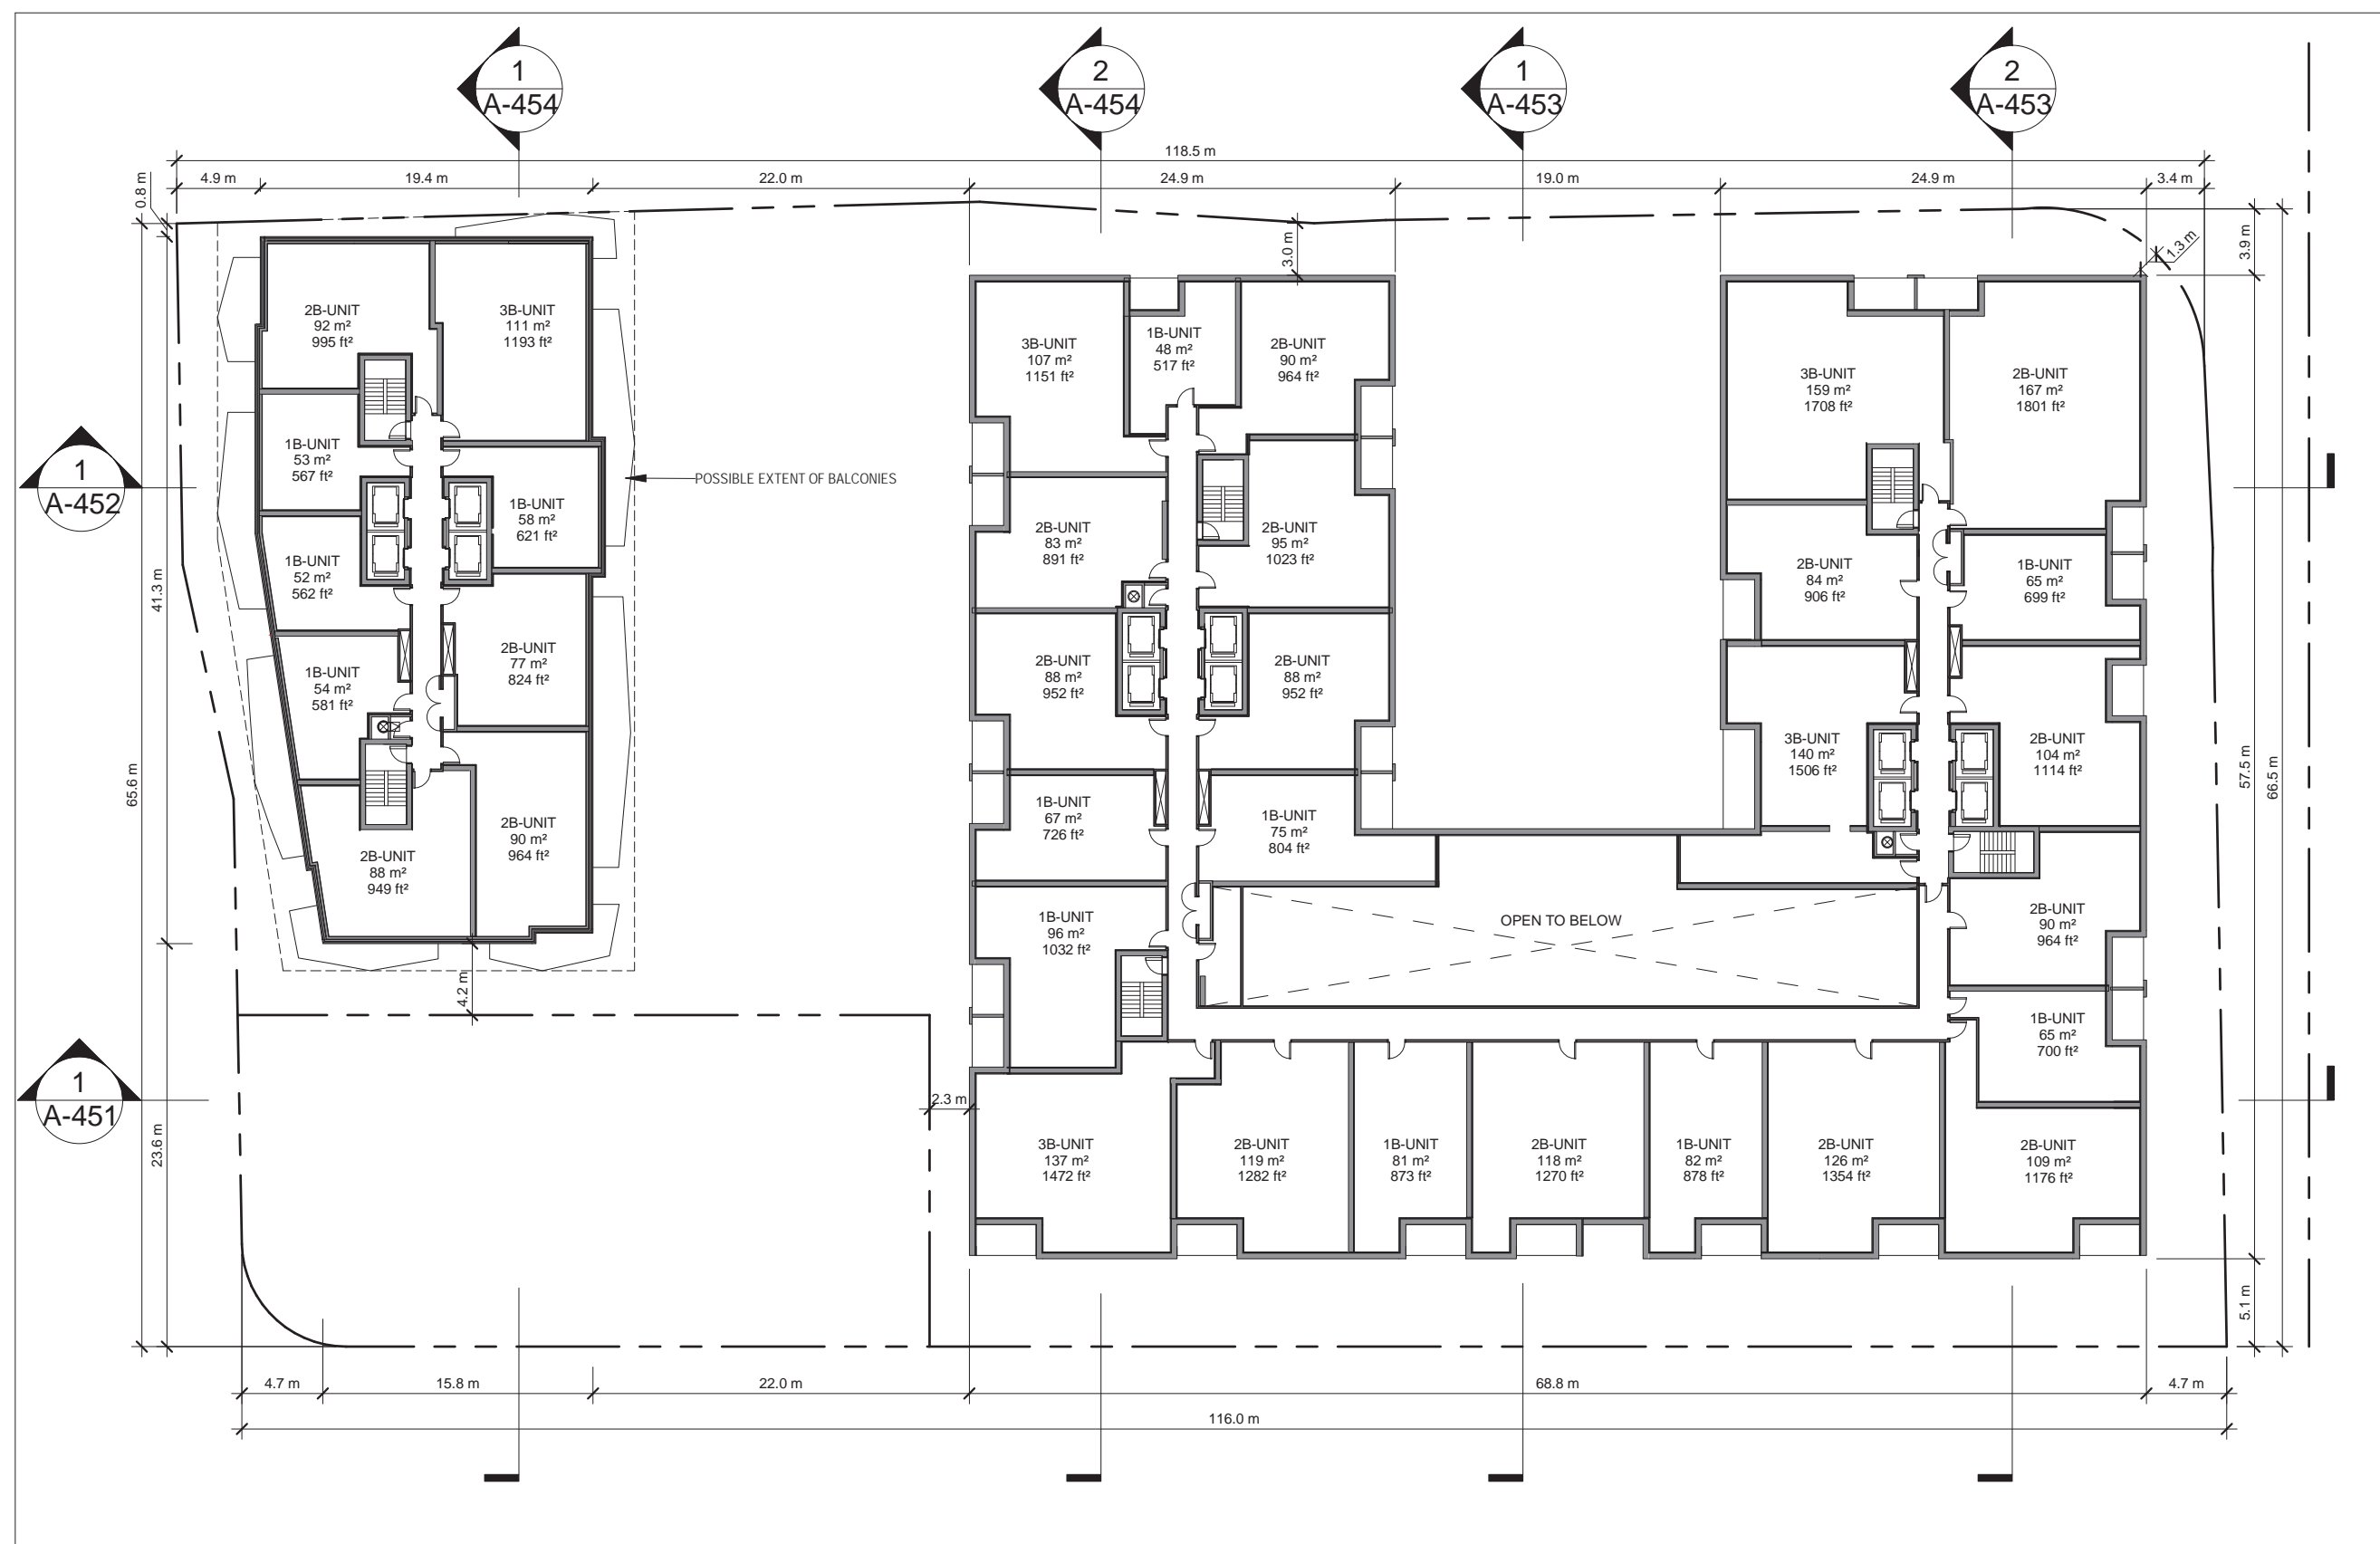 1
A-454
2
A-454
1
A-453
2
A-453
118.5 m
4.9 m
19.4 m
22.0 m
24.9 m
19.0 m
24.9 m
3.4 m
0.8 m
3.0 m
1.3 m
3.9 m
2B-UNIT
92 m²
995 ft²
3B-UNIT
111 m²
1193 ft²
1B-UNIT
53 m²
567 ft²
1B-UNIT
58 m²
621 ft²
1B-UNIT
52 m²
562 ft²
1B-UNIT
54 m²
581 ft²
2B-UNIT
77 m²
824 ft²
2B-UNIT
90 m²
964 ft²
2B-UNIT
88 m²
949 ft²
POSSIBLE EXTENT OF BALCONIES
1
A-452
41.3 m
65.6 m
4.2 m
1
A-451
23.6 m
2.3 m
3B-UNIT
107 m²
1151 ft²
1B-UNIT
48 m²
517 ft²
2B-UNIT
90 m²
964 ft²
2B-UNIT
83 m²
891 ft²
2B-UNIT
95 m²
1023 ft²
2B-UNIT
88 m²
952 ft²
2B-UNIT
88 m²
952 ft²
1B-UNIT
67 m²
726 ft²
1B-UNIT
75 m²
804 ft²
1B-UNIT
96 m²
1032 ft²
OPEN TO BELOW
3B-UNIT
159 m²
1708 ft²
2B-UNIT
167 m²
1801 ft²
2B-UNIT
84 m²
906 ft²
1B-UNIT
65 m²
699 ft²
3B-UNIT
140 m²
1506 ft²
2B-UNIT
104 m²
1114 ft²
2B-UNIT
90 m²
964 ft²
1B-UNIT
65 m²
700 ft²
57.5 m
66.5 m
3B-UNIT
137 m²
1472 ft²
2B-UNIT
119 m²
1282 ft²
1B-UNIT
81 m²
873 ft²
2B-UNIT
118 m²
1270 ft²
1B-UNIT
82 m²
878 ft²
2B-UNIT
126 m²
1354 ft²
2B-UNIT
109 m²
1176 ft²
5.1 m
4.7 m
15.8 m
22.0 m
68.8 m
4.7 m
116.0 m